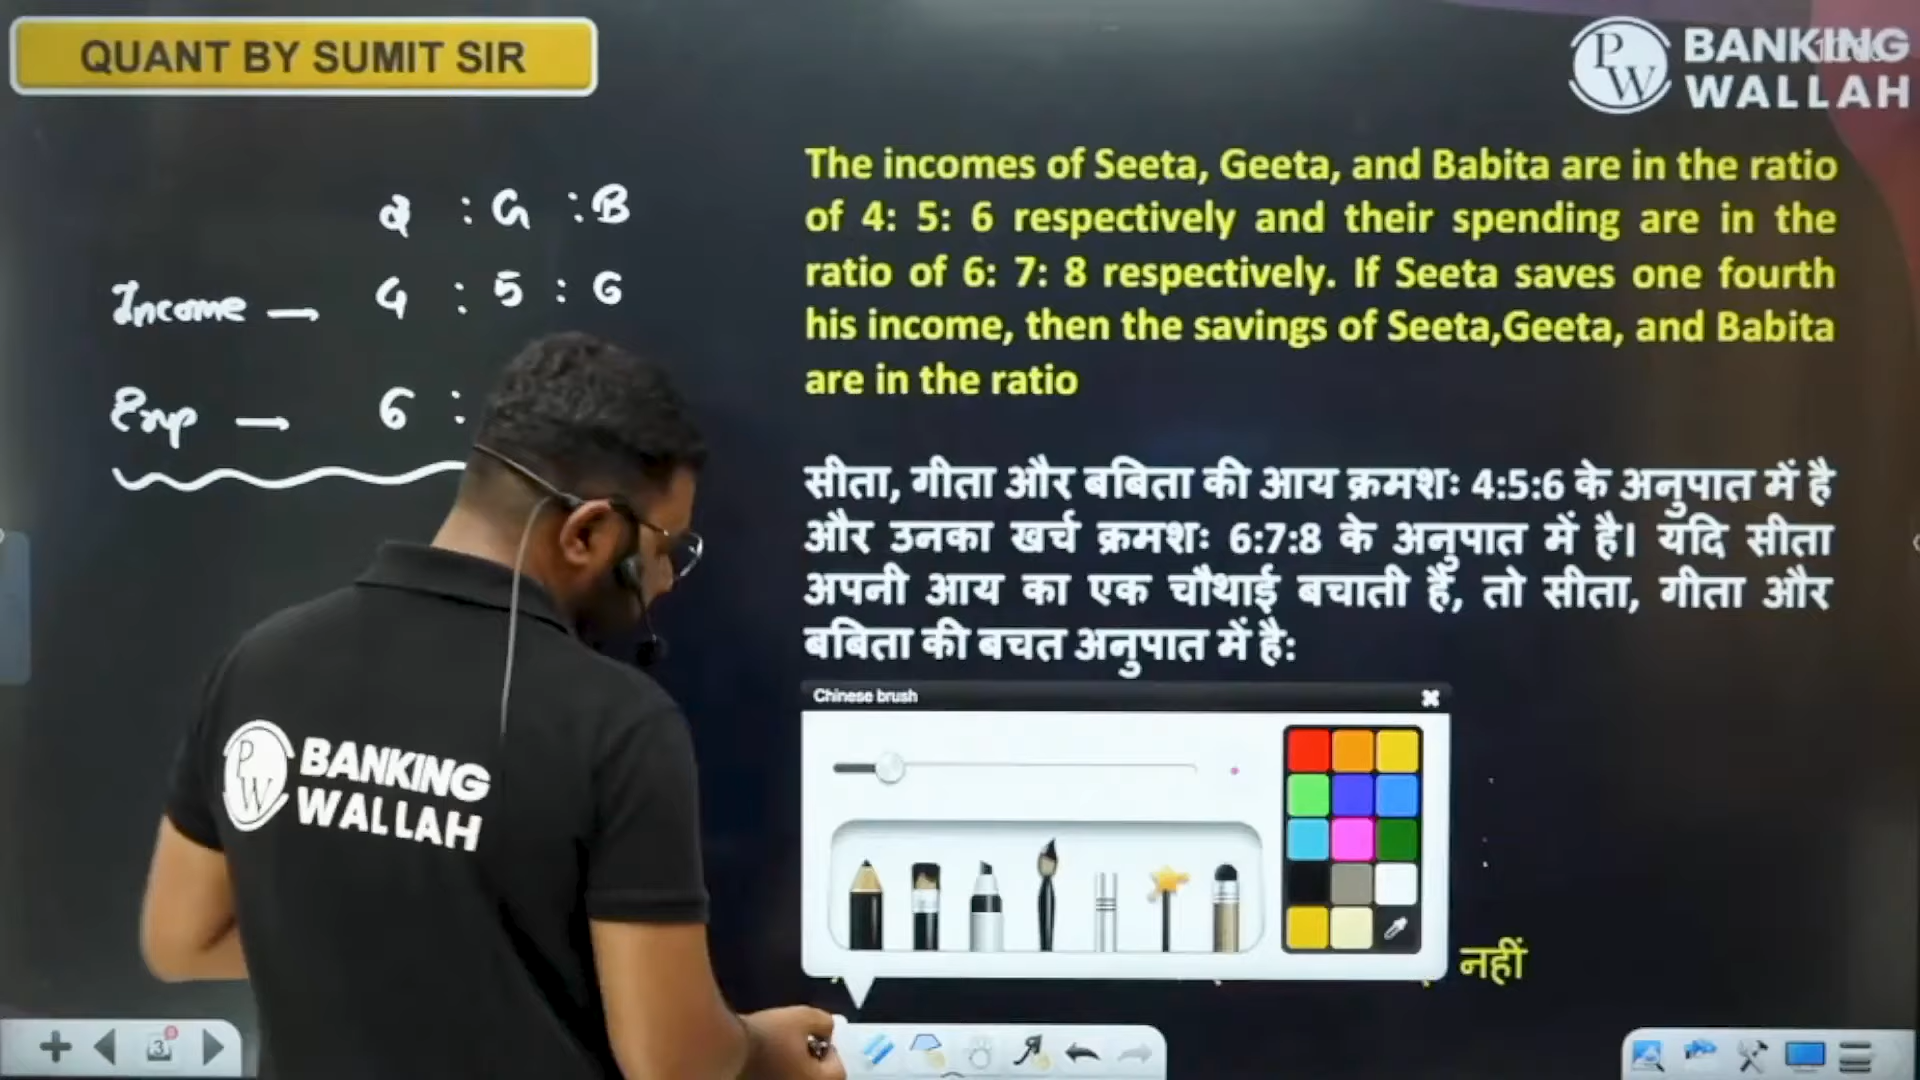 QUANT BY SUMIT SIR
BANKING
WALLAH
The incomes of Seeta, Geeta, and Babita are in the ratio
of 4: 5: 6 respectively and their spending are in the
ratio of 6: 7: 8 respectively. If Seeta saves one fourth
his income, then the savings of Seeta,Geeta, and Babita
are in the ratio
: G : B
Income — 4 : 5 : 6
Exp → 6 :
सीता, गीता और बबिता की आय क्रमशः 4:5:6 के अनुपात में है
और उनका खर्च क्रमशः 6:7:8 के अनुपात में है। यदि सीता
अपनी आय का एक चौथाई बचाती है, तो सीता, गीता और
बबिता की बचत अनुपात में है:
Chinese brush
नहीं
PW BANKING
WALLAH
3